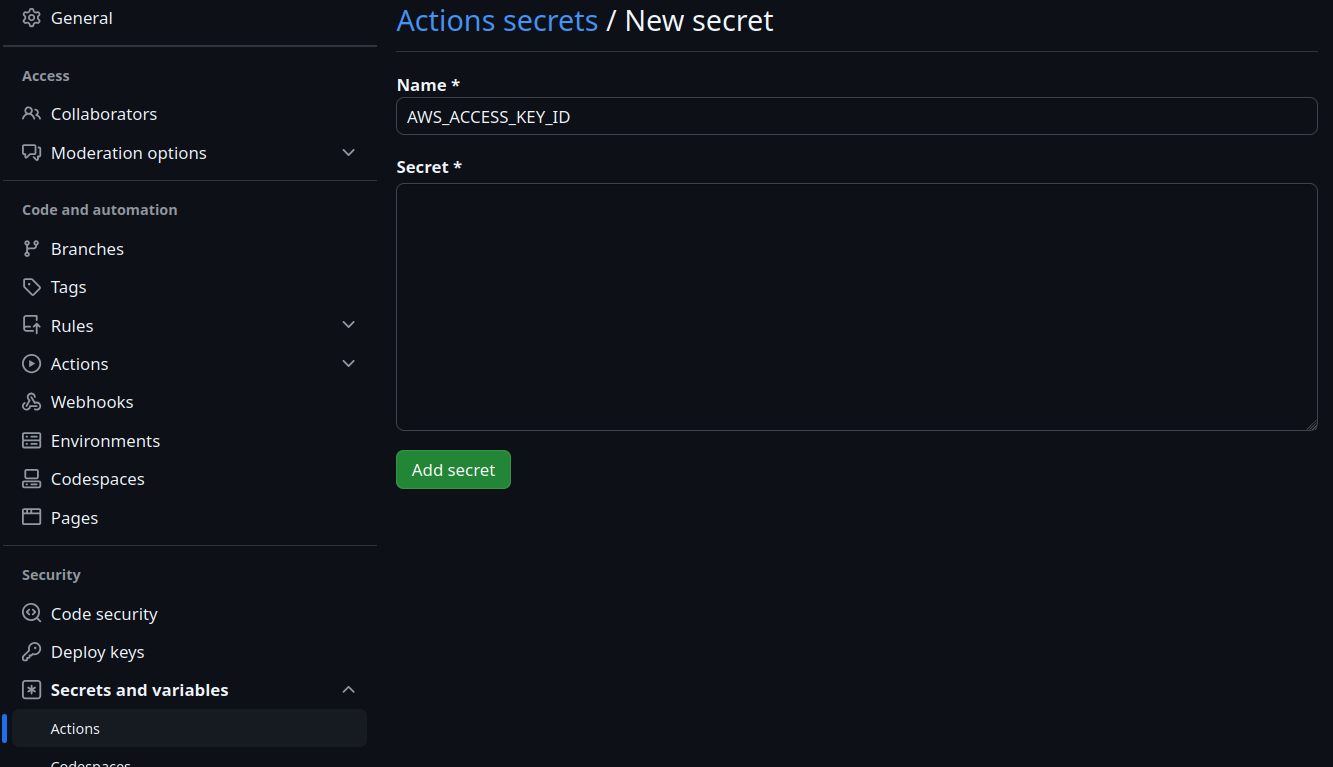 General
Access
Collaborators
Moderation options
Code and automation
Branches
Tags
Rules
Actions
Webhooks
Environments
Codespaces
Pages
Security
Code security
Deploy keys
Secrets and variables
Actions
Codespaces
Actions secrets / New secret
Name *
AWS_ACCESS_KEY_ID
Secret *
Add secret